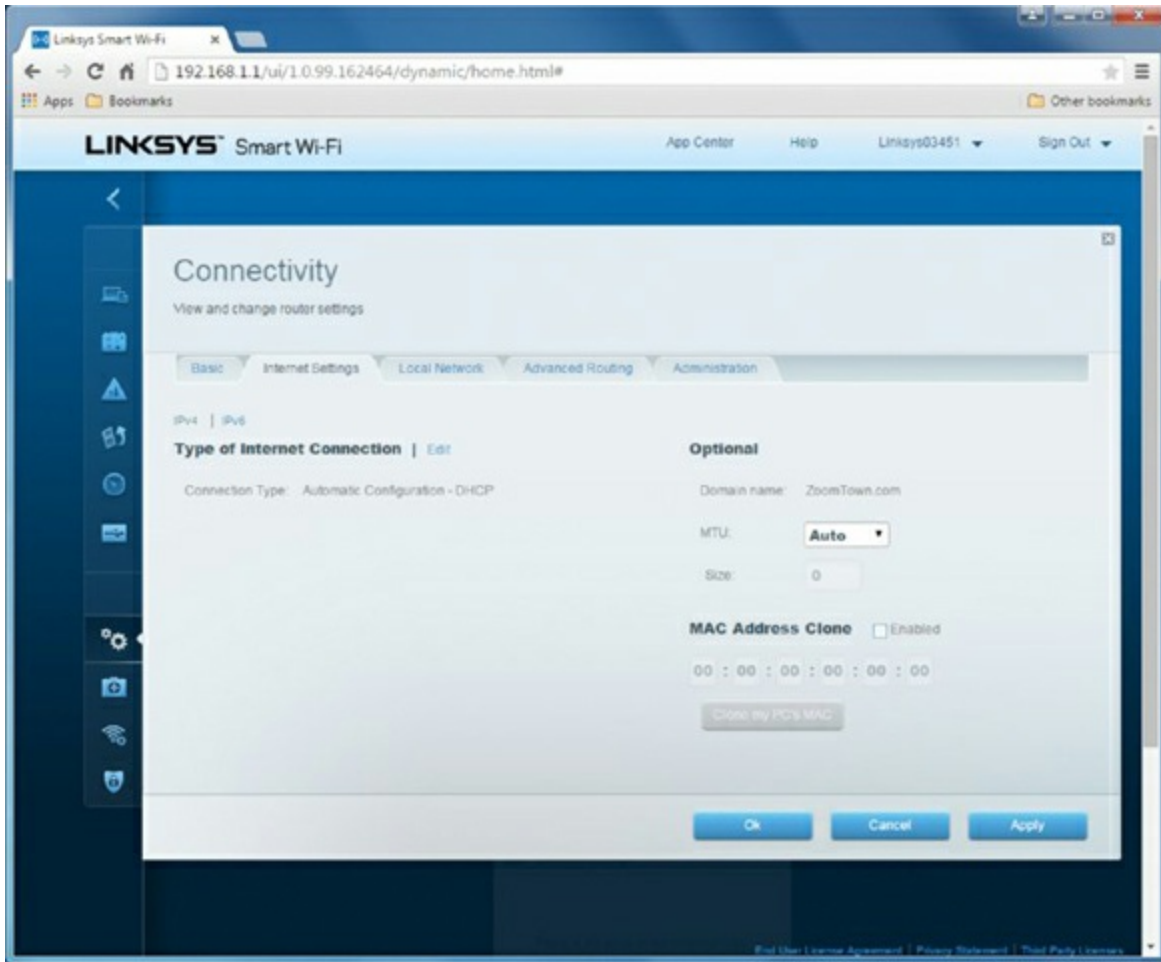 Linksys Smart Wi-Fi
192.168.1.1/ui/1.0.99.162464/dynamic/home.html#
Apps Bookmarks Other bookmarks
LINKSYS™ Smart Wi-Fi App Center Help Linksys03451 Sign Out
Connectivity
View and change router settings
Basic Internet Settings Local Network Advanced Routing Administration
IPv4 | IPv6
Type of Internet Connection | Edit
Optional
Connection Type: Automatic Configuration - DHCP
Domain name: ZoomTown.com
MTU: Auto
Size: 0
MAC Address Clone Enabled
00 : 00 : 00 : 00 : 00 : 00
Clone my PC's MAC
Ok Cancel Apply
End User License Agreement | Privacy Statement | Third Party Licenses